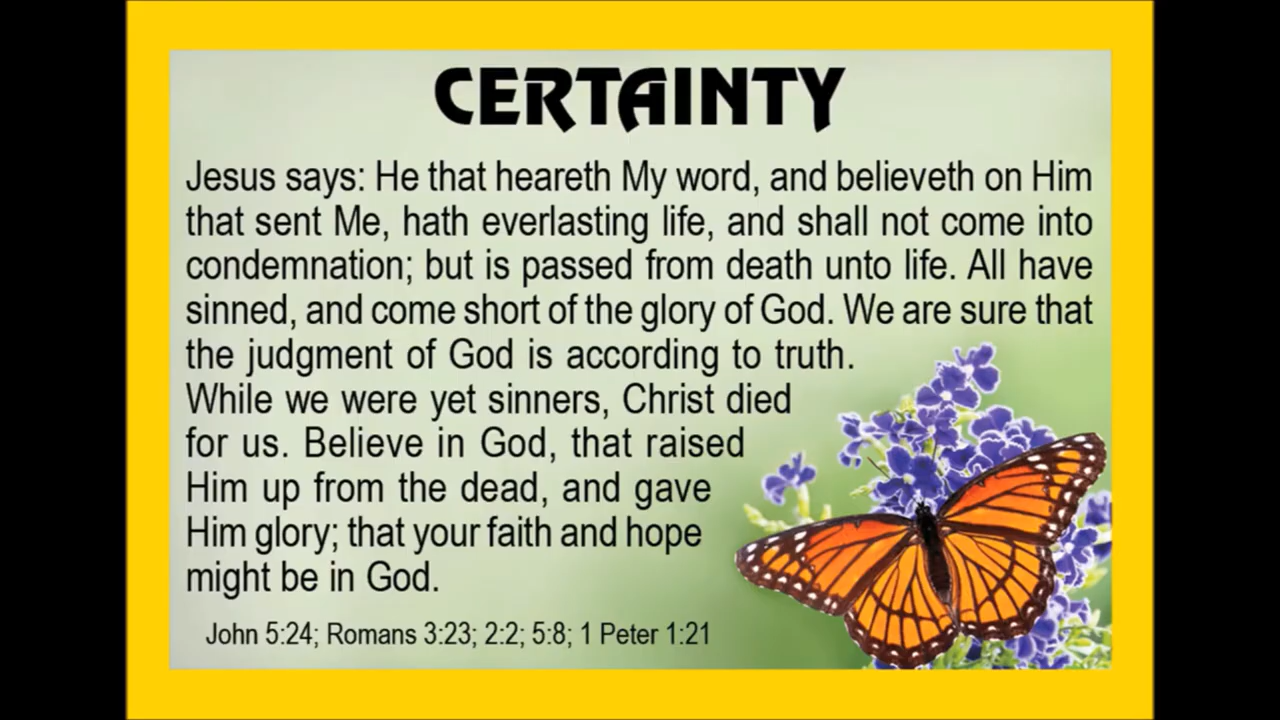 CERTAINTY
Jesus says: He that heareth My word, and believeth on Him
that sent Me, hath everlasting life, and shall not come into
condemnation; but is passed from death unto life. All have
sinned, and come short of the glory of God. We are sure that
the judgment of God is according to truth.
While we were yet sinners, Christ died
for us. Believe in God, that raised
Him up from the dead, and gave
Him glory; that your faith and hope
might be in God.
John 5:24; Romans 3:23; 2:2; 5:8; 1 Peter 1:21